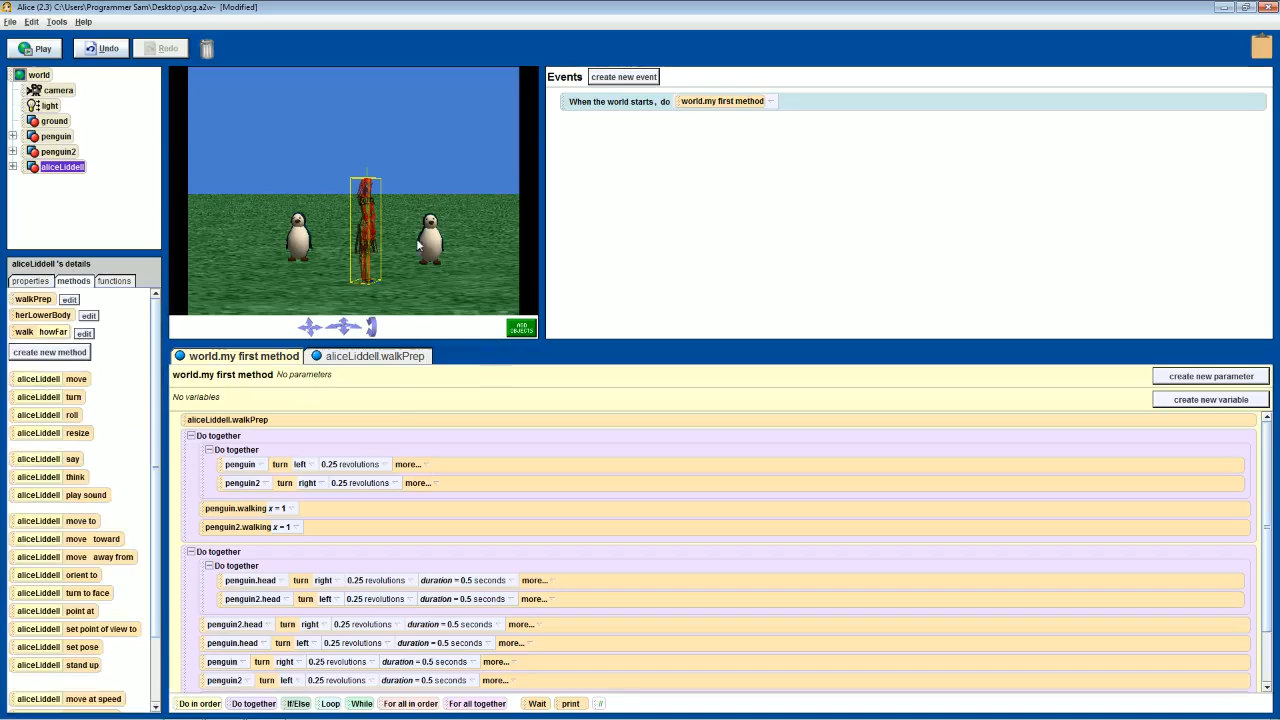 Alice (2.3) C:\Users\Programmer Sam\Desktop\psg.a2w- [Modified]
File Edit Tools Help
Play Undo Redo
world
camera
light
ground
penguin
penguin2
aliceLiddell
Events create new event
When the world starts, do world.my first method
ADD OBJECTS
aliceLiddell 's details
properties methods functions
walkPrep edit
herLowerBody edit
walk howFar edit
create new method
aliceLiddell move
aliceLiddell turn
aliceLiddell roll
aliceLiddell resize
aliceLiddell say
aliceLiddell think
aliceLiddell play sound
aliceLiddell move to
aliceLiddell move toward
aliceLiddell move away from
aliceLiddell orient to
aliceLiddell turn to face
aliceLiddell point at
aliceLiddell set point of view to
aliceLiddell set pose
aliceLiddell stand up
aliceLiddell move at speed
world.my first method aliceLiddell.walkPrep
world.my first method No parameters create new parameter
No variables create new variable
aliceLiddell.walkPrep
Do together
Do together
penguin turn left 0.25 revolutions more...
penguin2 turn right 0.25 revolutions more...
penguin.walking x = 1
penguin2.walking x = 1
Do together
Do together
penguin.head turn right 0.25 revolutions duration = 0.5 seconds more...
penguin2.head turn left 0.25 revolutions duration = 0.5 seconds more...
penguin2.head turn right 0.25 revolutions duration = 0.5 seconds more...
penguin.head turn left 0.25 revolutions duration = 0.5 seconds more...
penguin turn right 0.25 revolutions duration = 0.5 seconds more...
penguin2 turn left 0.25 revolutions duration = 0.5 seconds more...
Do in order Do together If/Else Loop While For all in order For all together Wait print //